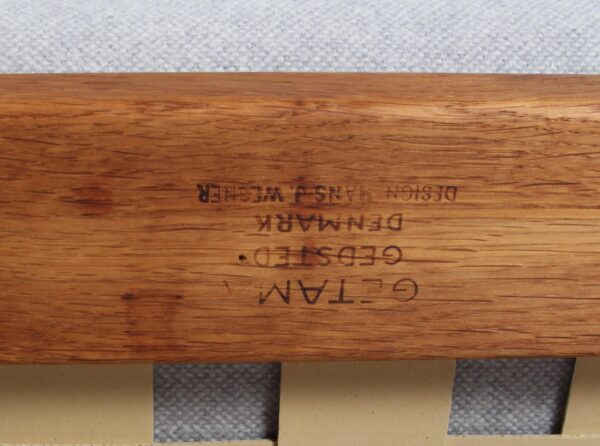 GETAMA
GEDSTED
DENMARK
DESIGN HANS J. WEGNER